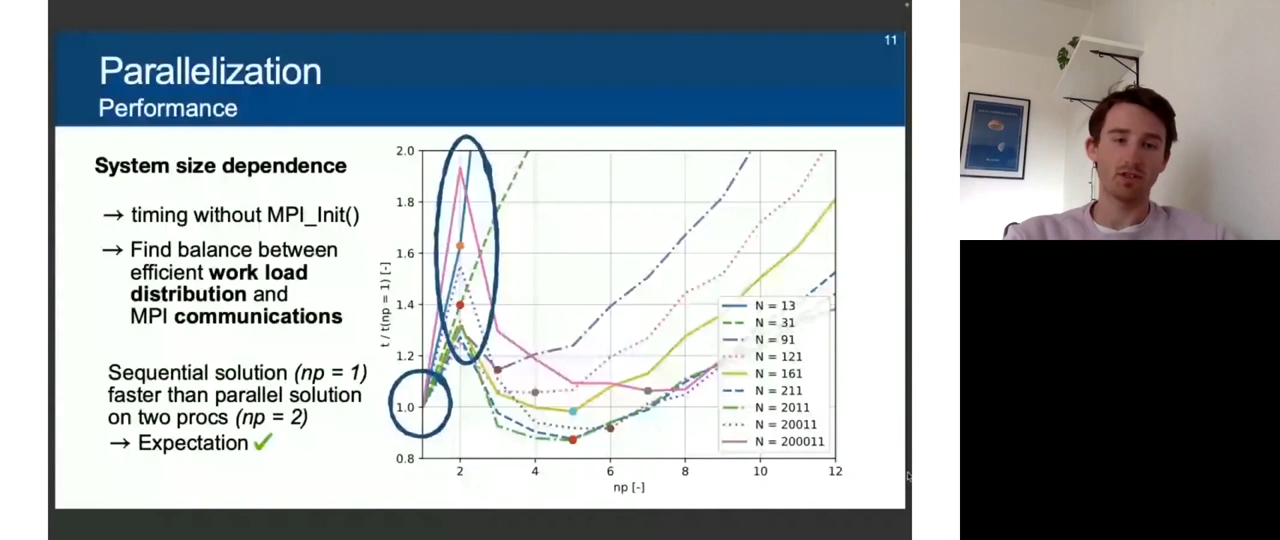 11
Parallelization
Performance
System size dependence
→ timing without MPI_Init()
→ Find balance between
efficient work load
distribution and
MPI communications
Sequential solution (np = 1)
faster than parallel solution
on two procs (np = 2)
→ Expectation ✓
t / t(np = 1) [-]
2.0
1.8
1.6
1.4
1.2
1.0
0.8
2 4 6 8 10 12
np [-]
N = 13
N = 31
N = 91
N = 121
N = 161
N = 211
N = 2011
N = 20011
N = 200011